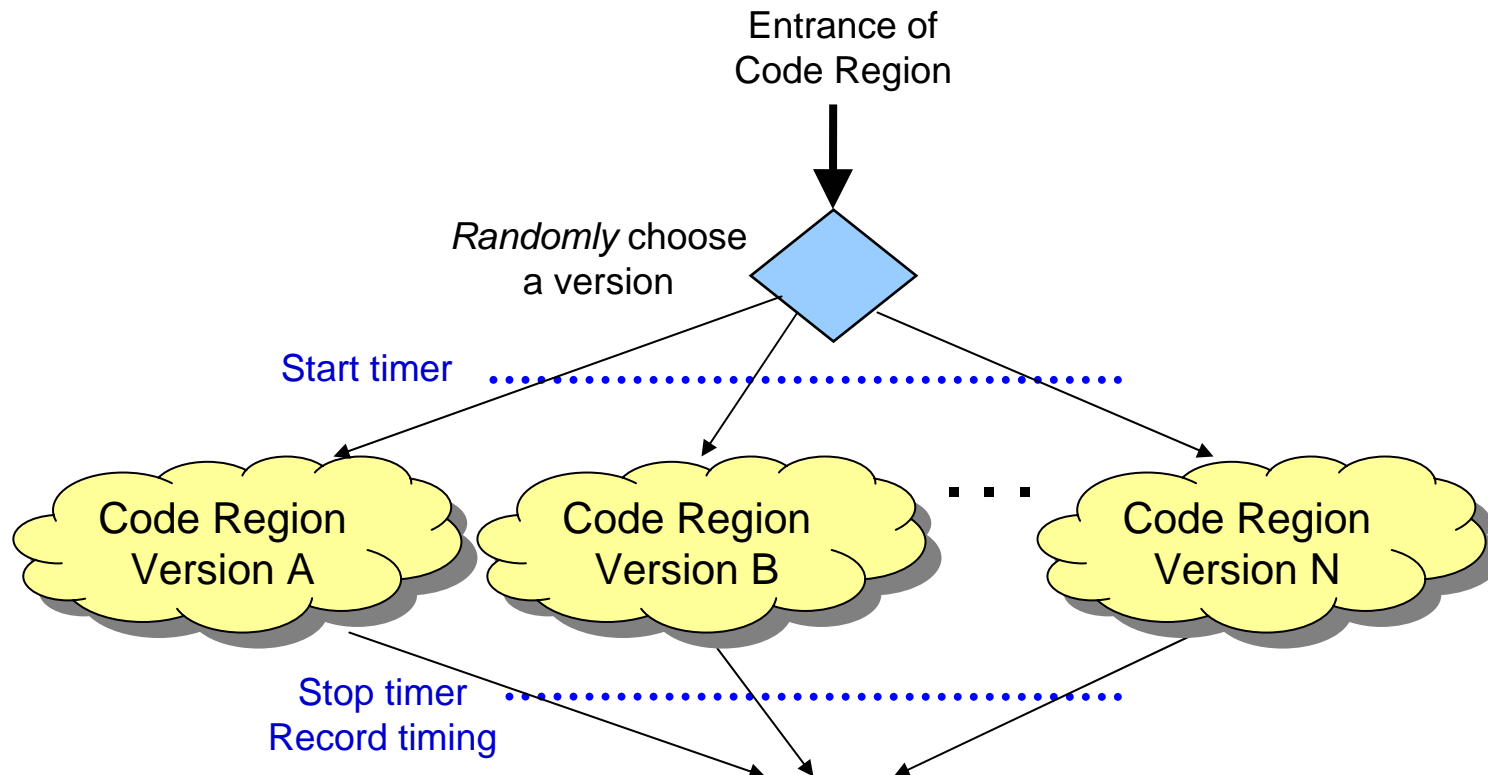 Entrance of
Code Region
Randomly choose
a version
Start timer
Code Region
Version A
Code Region
Version B
. . .
Code Region
Version N
Stop timer
Record timing